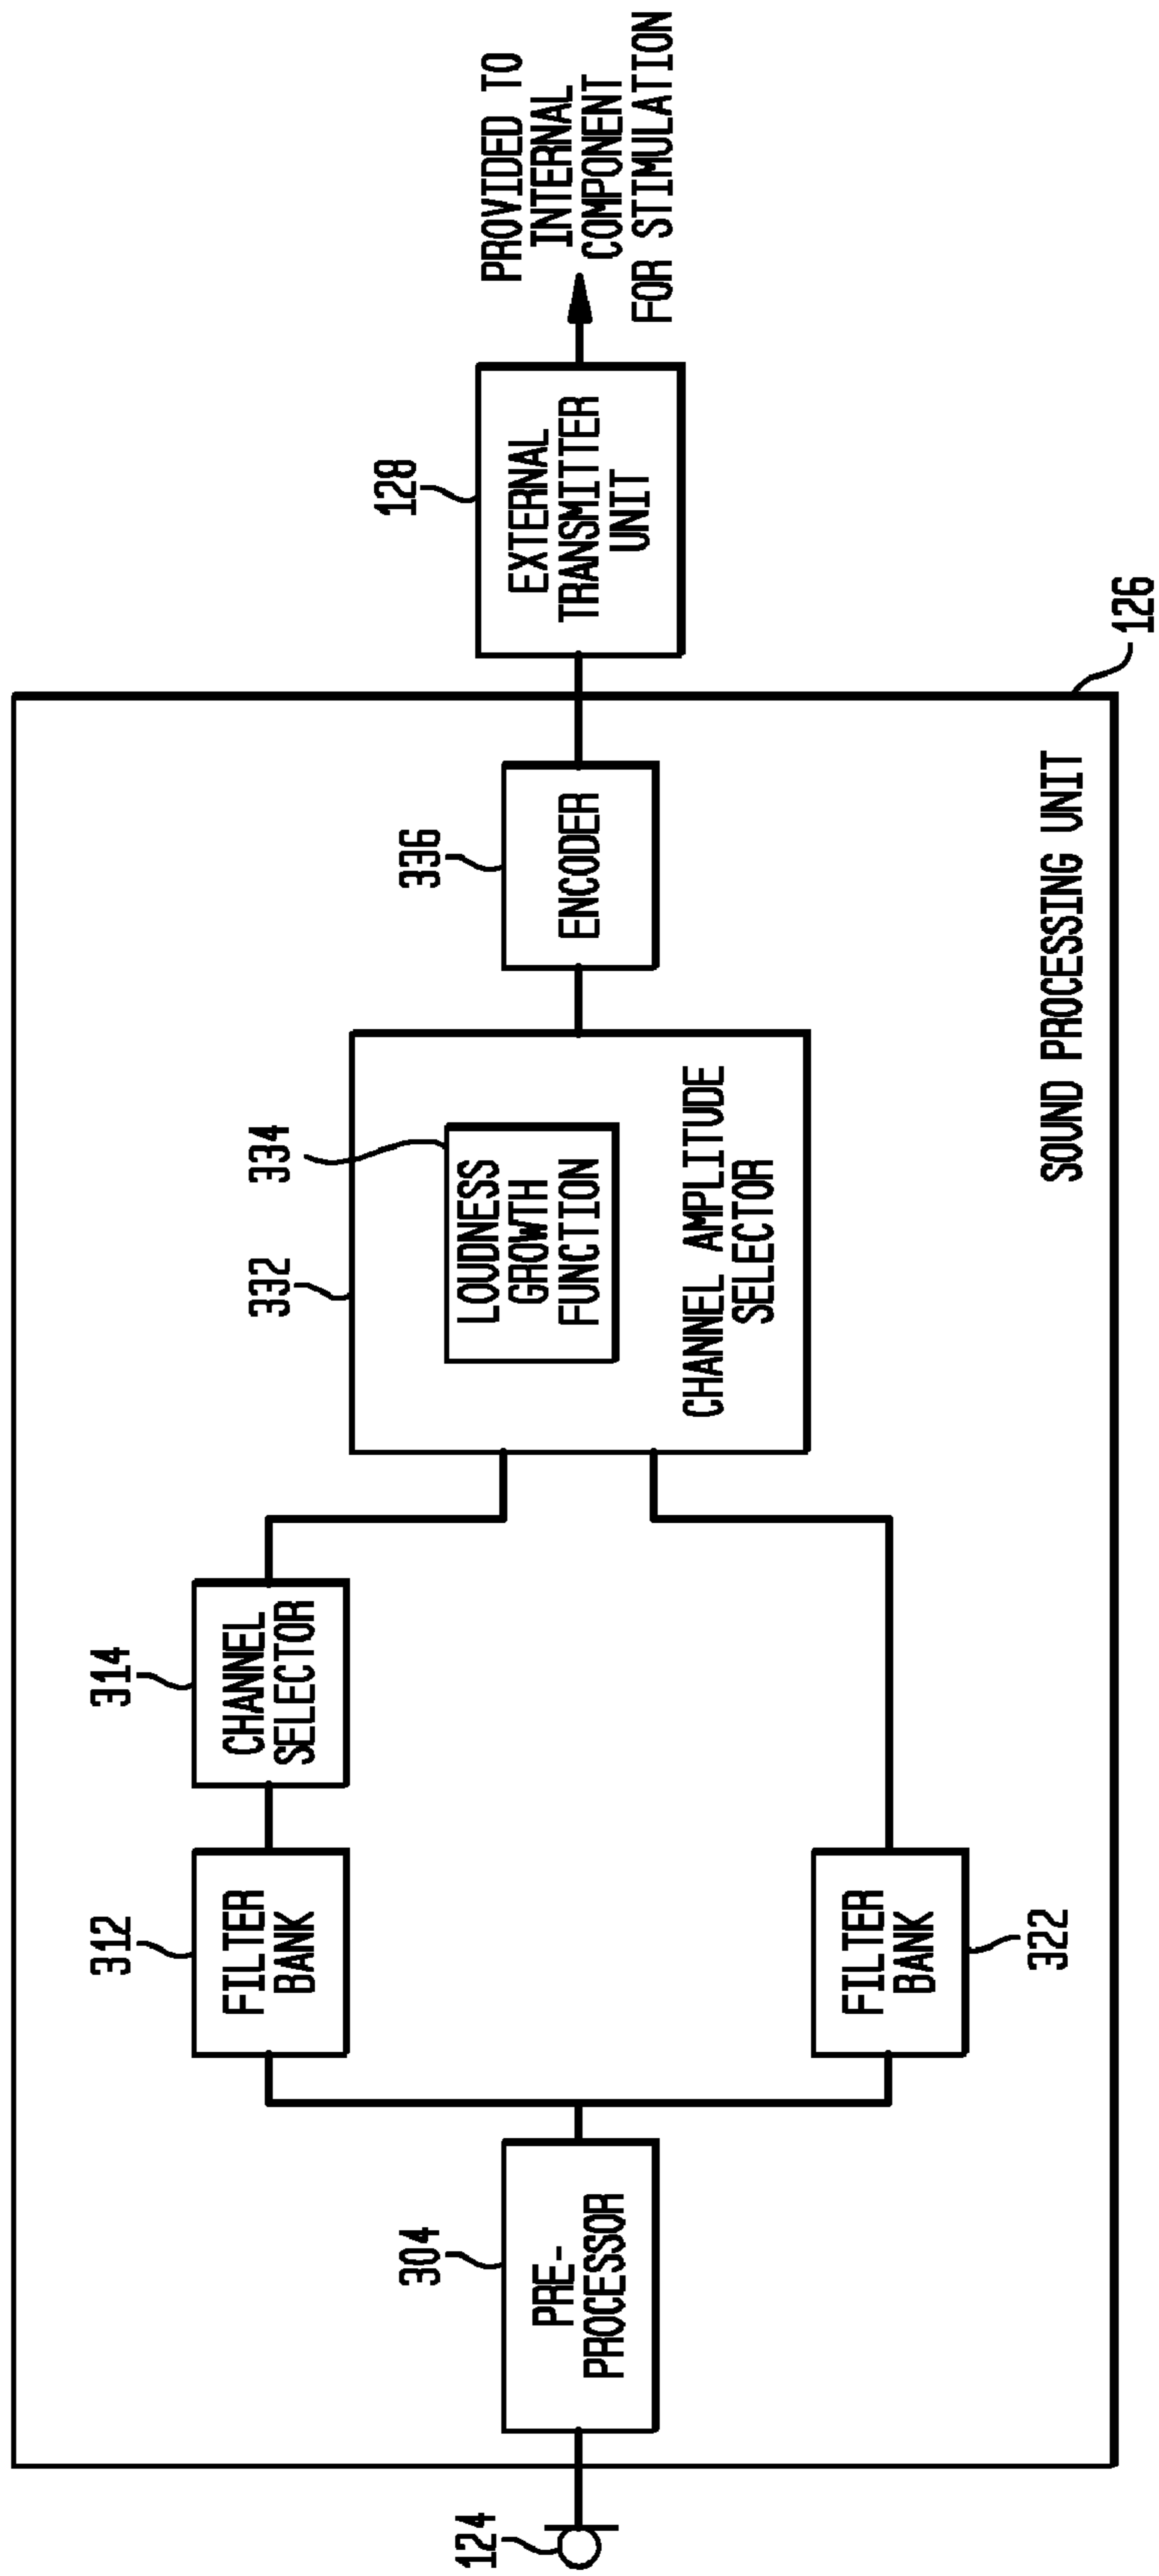 124
304
PRE-
PROCESSOR
312
FILTER
BANK
314
CHANNEL
SELECTOR
322
FILTER
BANK
332
334
LOUDNESS
GROWTH
FUNCTION
CHANNEL AMPLITUDE
SELECTOR
336
ENCODER
SOUND PROCESSING UNIT
126
128
EXTERNAL
TRANSMITTER
UNIT
PROVIDED TO
INTERNAL
COMPONENT
FOR STIMULATION